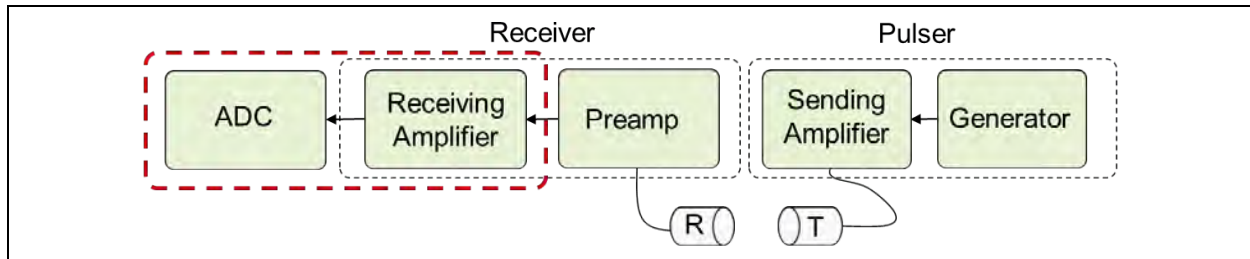 Receiver
Pulser
ADC
Receiving
Amplifier
Preamp
Sending
Amplifier
Generator
R
T